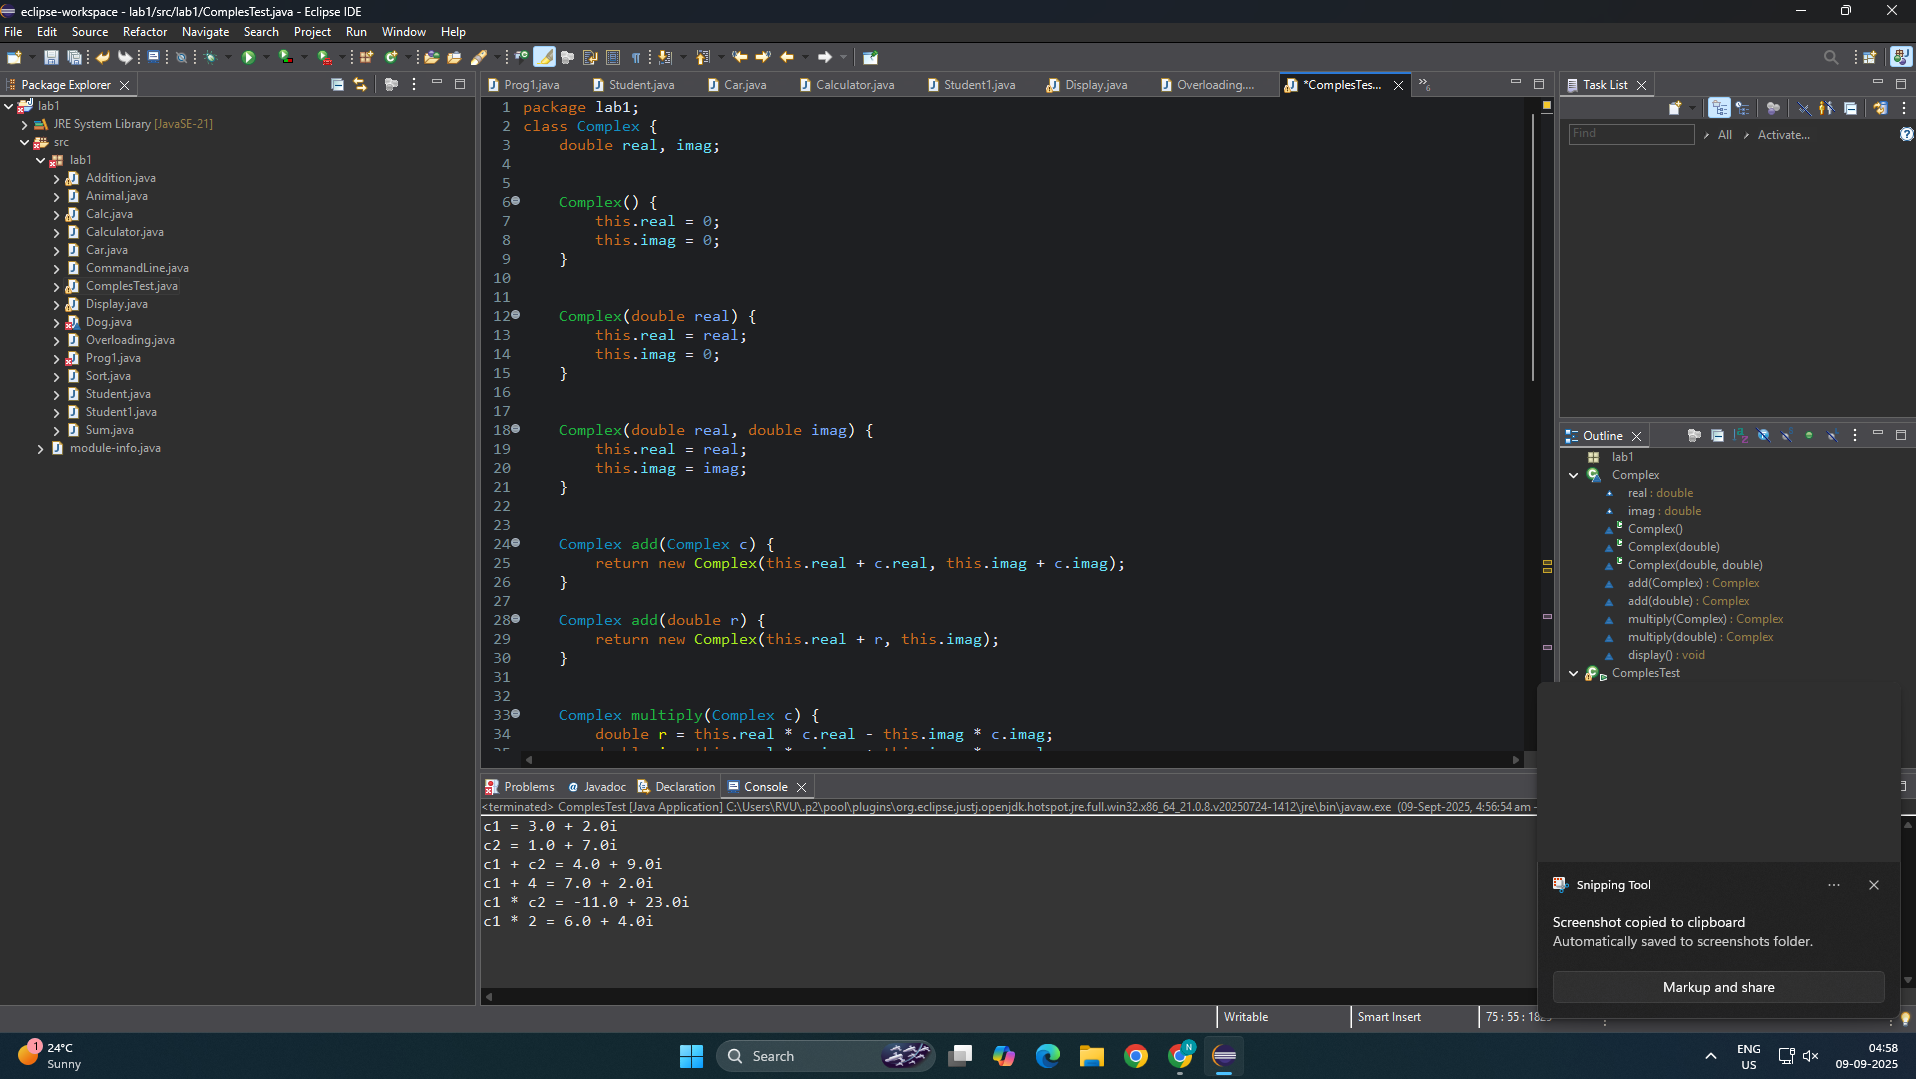 eclipse-workspace - lab1/src/lab1/ComplesTest.java - Eclipse IDE
File Edit Source Refactor Navigate Search Project Run Window Help
Package Explorer
lab1
JRE System Library [JavaSE-21]
src
lab1
Addition.java
Animal.java
Calc.java
Calculator.java
Car.java
CommandLine.java
ComplesTest.java
Display.java
Dog.java
Overloading.java
Prog1.java
Sort.java
Student.java
Student1.java
Sum.java
module-info.java
Prog1.java Student.java Car.java Calculator.java Student1.java Display.java Overloading.... *ComplesTes... »6
1 package lab1;
2 class Complex {
3 double real, imag;
4
5
6 Complex() {
7 this.real = 0;
8 this.imag = 0;
9 }
10
11
12 Complex(double real) {
13 this.real = real;
14 this.imag = 0;
15 }
16
17
18 Complex(double real, double imag) {
19 this.real = real;
20 this.imag = imag;
21 }
22
23
24 Complex add(Complex c) {
25 return new Complex(this.real + c.real, this.imag + c.imag);
26 }
27
28 Complex add(double r) {
29 return new Complex(this.real + r, this.imag);
30 }
31
32
33 Complex multiply(Complex c) {
34 double r = this.real * c.real - this.imag * c.imag;
Problems Javadoc Declaration Console
<terminated> ComplesTest [Java Application] C:\Users\RVU\.p2\pool\plugins\org.eclipse.justj.openjdk.hotspot.jre.full.win32.x86_64_21.0.8.v20250724-1412\jre\bin\javaw.exe (09-Sept-2025, 4:56:54 am –
c1 = 3.0 + 2.0i
c2 = 1.0 + 7.0i
c1 + c2 = 4.0 + 9.0i
c1 + 4 = 7.0 + 2.0i
c1 * c2 = -11.0 + 23.0i
c1 * 2 = 6.0 + 4.0i
Task List
Find All Activate...
Outline
lab1
Complex
real : double
imag : double
Complex()
Complex(double)
Complex(double, double)
add(Complex) : Complex
add(double) : Complex
multiply(Complex) : Complex
multiply(double) : Complex
display() : void
ComplesTest
Snipping Tool
Screenshot copied to clipboard
Automatically saved to screenshots folder.
Markup and share
Writable Smart Insert 75 : 55 :
1
24°C
Sunny
Search
N
ENG
US
04:58
09-09-2025